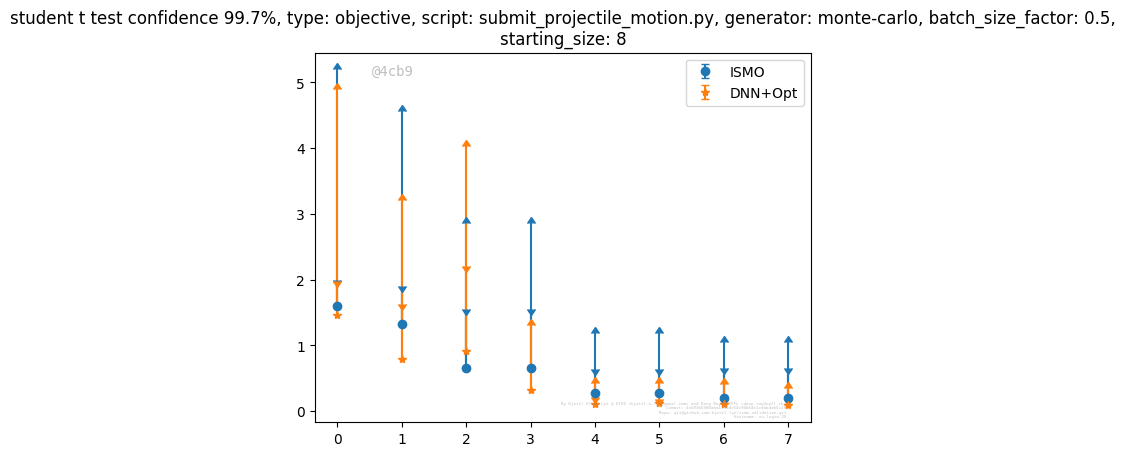 student t test confidence 99.7%, type: objective, script: submit_projectile_motion.py, generator: monte-carlo, batch_size_factor: 0.5,
starting_size: 8
@4cb9
ISMO
DNN+Opt
5
4
3
2
1
0
0 1 2 3 4 5 6 7